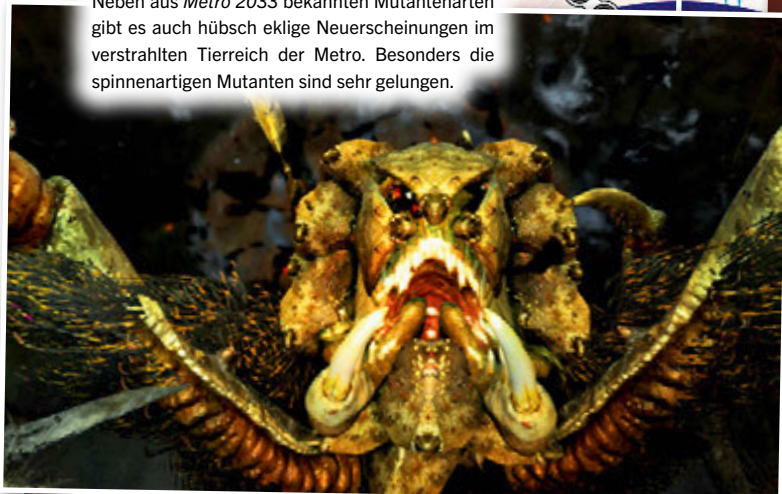 Neben aus Metro 2033 bekannten Mutantenarten
gibt es auch hübsch eklige Neuerscheinungen im
verstrahlten Tierreich der Metro. Besonders die
spinnenartigen Mutanten sind sehr gelungen.